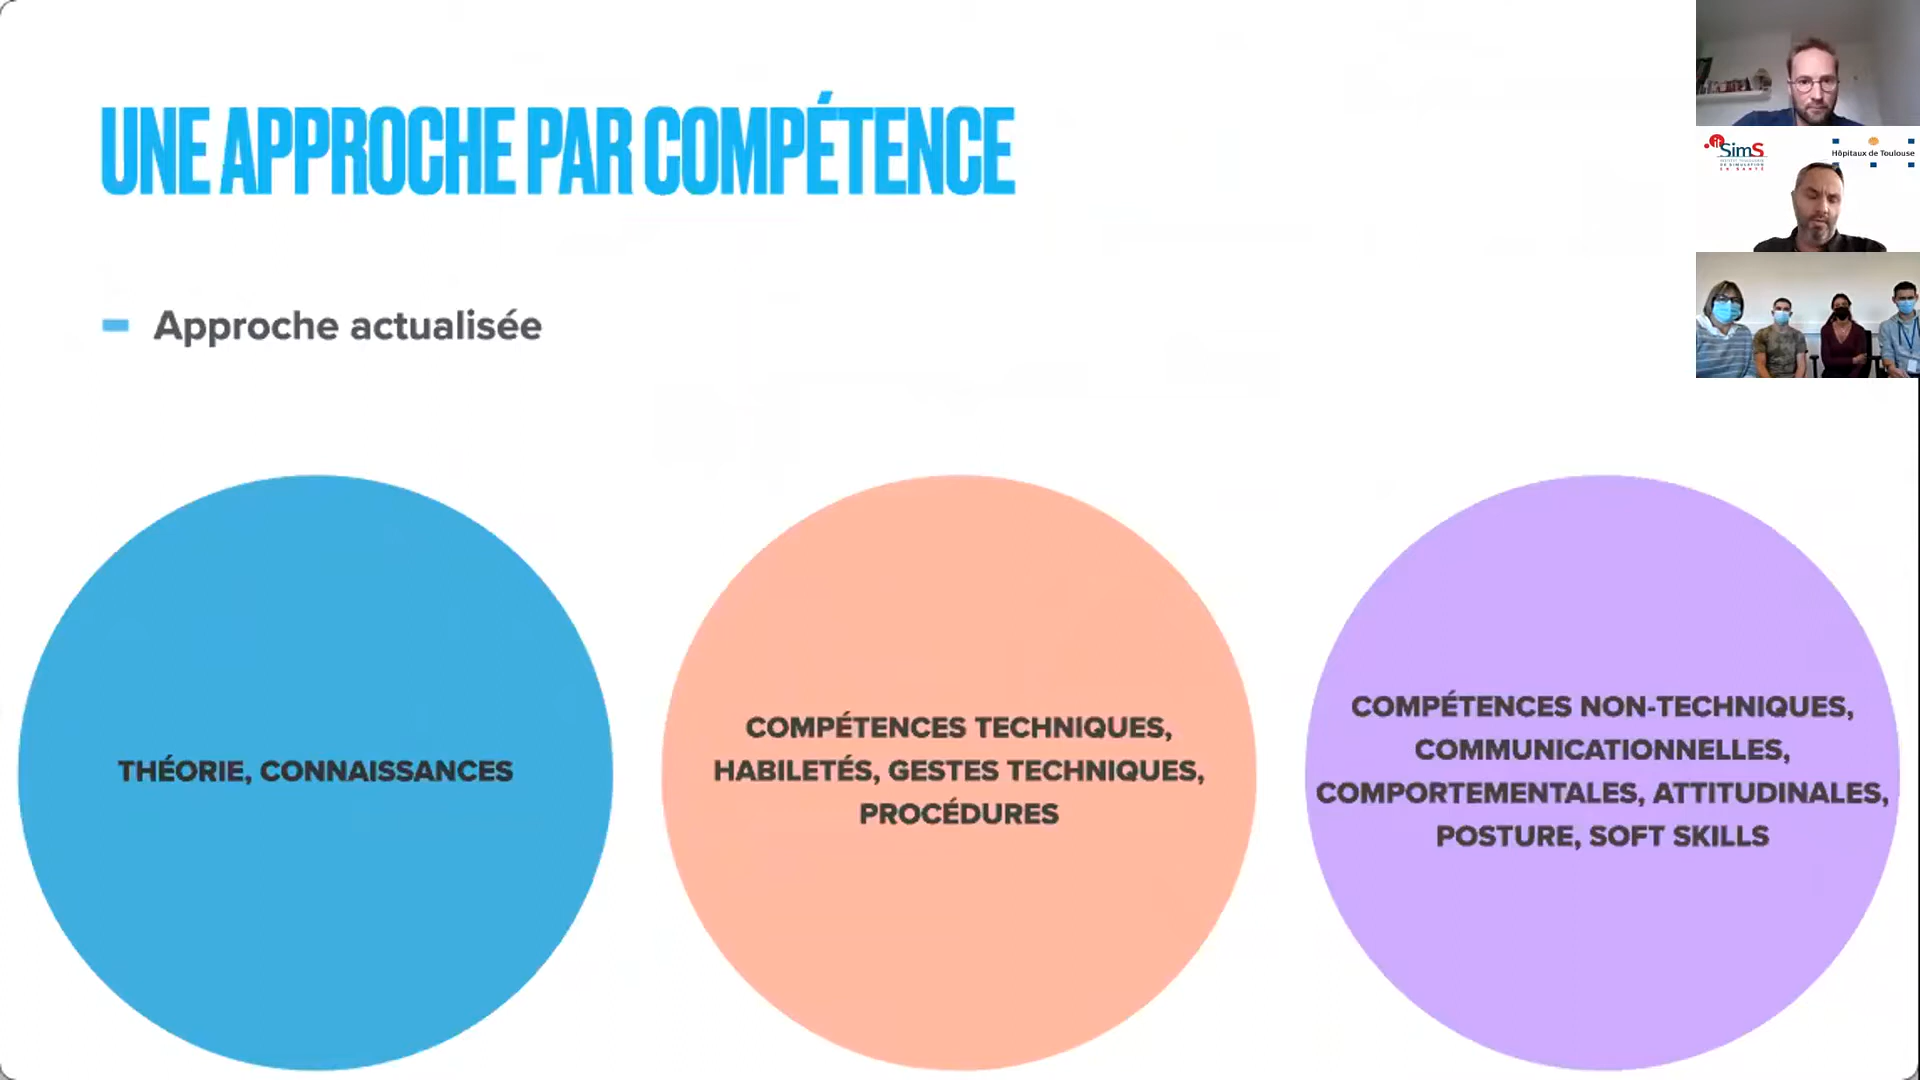 UNE APPROCHE PAR COMPÉTENCE
Approche actualisée
THÉORIE, CONNAISSANCES
COMPÉTENCES TECHNIQUES,
HABILETÉS, GESTES TECHNIQUES,
PROCÉDURES
COMPÉTENCES NON-TECHNIQUES,
COMMUNICATIONNELLES,
COMPORTEMENTALES, ATTITUDINALES,
POSTURE, SOFT SKILLS
itSimS
Hôpitaux de Toulouse